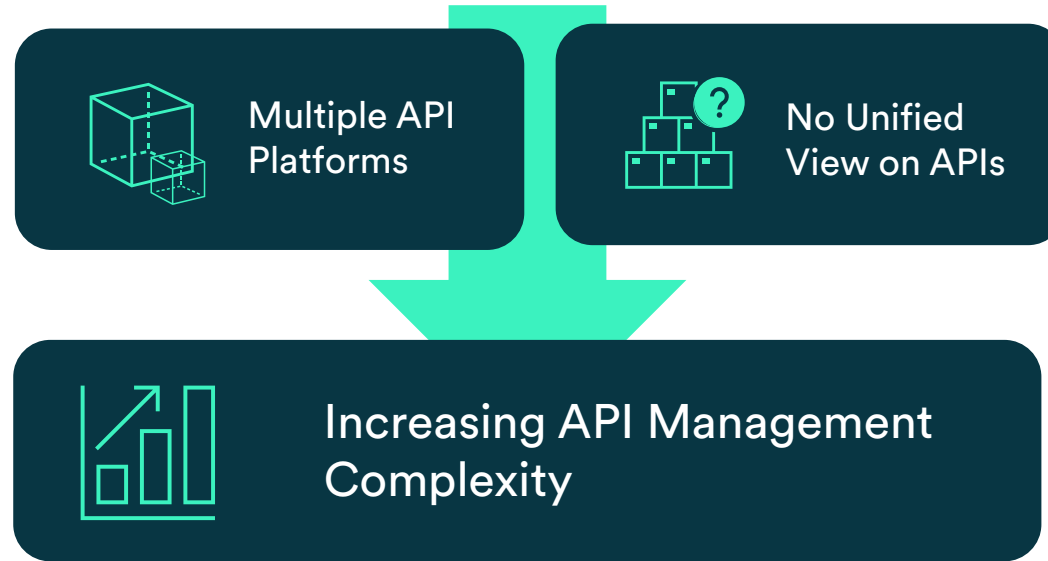 Multiple API
Platforms
?
No Unified
View on APIs
Increasing API Management
Complexity